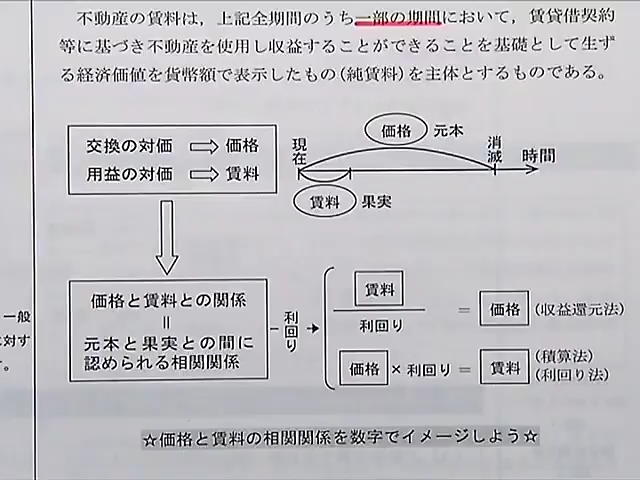 不動産の賃料は，上記全期間のうち一部の期間において，賃貸借契約
等に基づき不動産を使用し収益することができることを基礎として生ず
る経済価値を貨幣額で表示したもの（純賃料）を主体とするものである。
交換の対価 ⇨ 価格
用益の対価 ⇨ 賃料
価格 元本
現在
消滅
時間
賃料 果実
価格と賃料との関係
＝
元本と果実との間に
認められる相関関係
利回り
賃料
利回り
＝ 価格 (収益還元法)
価格 × 利回り ＝ 賃料 (積算法)
(利回り法)
一般
に対す
す。
☆価格と賃料の相関関係を数字でイメージしよう☆